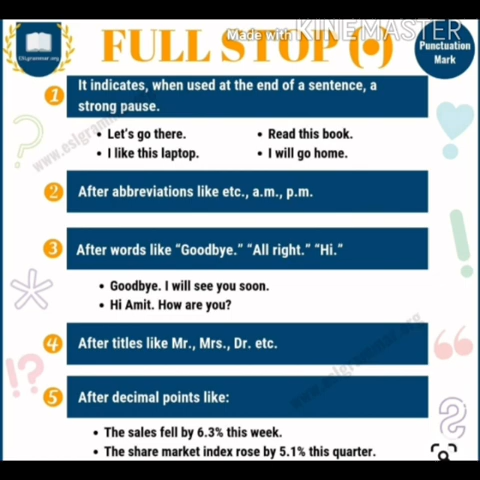 Made with KINEMASTER
ESLgrammar.org
FULL STOP (•)
Punctuation
Mark
1
It indicates, when used at the end of a sentence, a
strong pause.
• Let's go there.
• Read this book.
• I like this laptop.
• I will go home.
2
After abbreviations like etc., a.m., p.m.
3
After words like “Goodbye.” “All right.” “Hi.”
• Goodbye. I will see you soon.
• Hi Amit. How are you?
4
After titles like Mr., Mrs., Dr. etc.
5
After decimal points like:
• The sales fell by 6.3% this week.
• The share market index rose by 5.1% this quarter.
www.eslgrammar.org